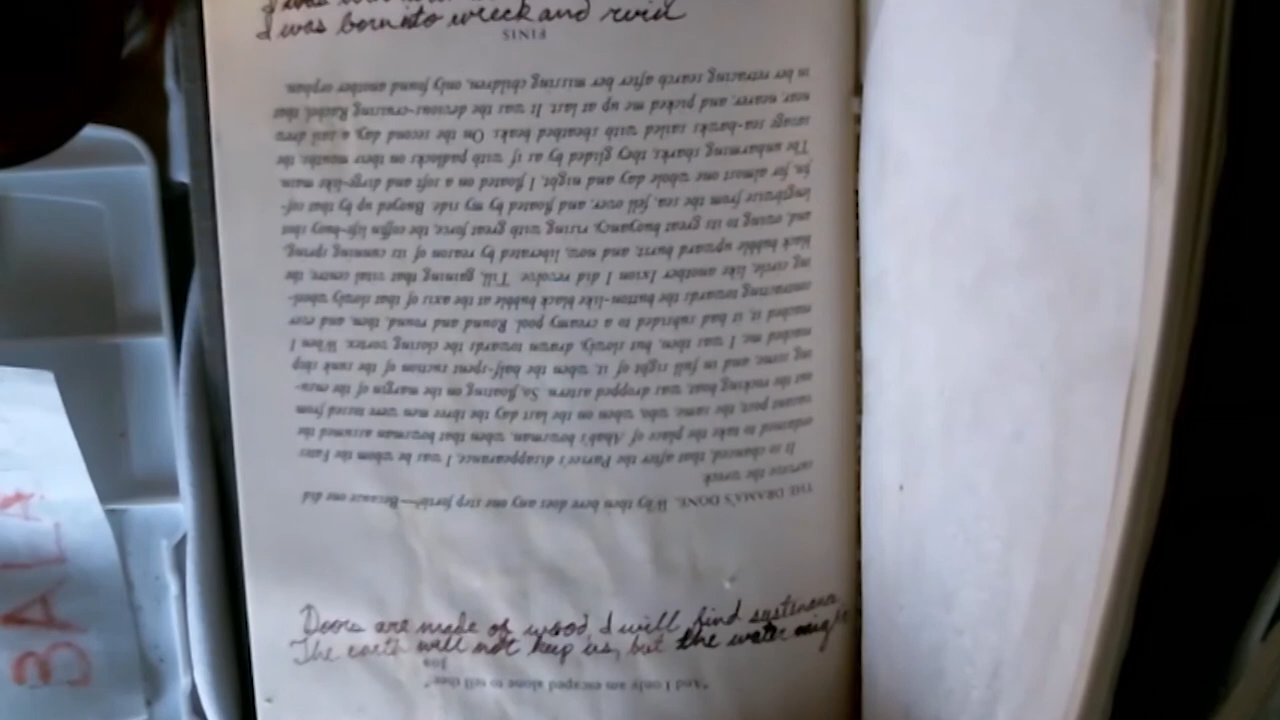 I was born to wreck and ruin
Doors are made of wood, I will find sustenance
The earth will not keep us, but the water might
"And I only am escaped alone to tell thee"
Job
THE DRAMA'S DONE. Why then here does any one step forth?—Because one did
survive the wreck.
It so chanced, that after the Parsee's disappearance, I was he whom the Fates
ordained to take the place of Ahab's bowsman, when that bowsman assumed the
vacant post; the same, who, when on the last day the three men were tossed from
out the rocking boat, was dropped astern. So, floating on the margin of the ensu-
ing scene, and in full sight of it, when the half-spent suction of the sunk ship
reached me, I was then, but slowly, drawn towards the closing vortex. When I
reached it, it had subsided to a creamy pool. Round and round, then, and ever
contracting towards the button-like black bubble at the axis of that slowly wheel-
ing circle, like another Ixion I did revolve. Till, gaining that vital centre, the
black bubble upward burst; and now, liberated by reason of its cunning spring,
and, owing to its great buoyancy, rising with great force, the coffin life-buoy shot
lengthwise from the sea, fell over, and floated by my side. Buoyed up by that cof-
fin, for almost one whole day and night, I floated on a soft and dirge-like main.
The unharming sharks, they glided by as if with padlocks on their mouths; the
savage sea-hawks sailed with sheathed beaks. On the second day, a sail drew
near, nearer, and picked me up at last. It was the devious-cruising Rachel, that
in her retracing search after her missing children, only found another orphan.
FINIS
BALA